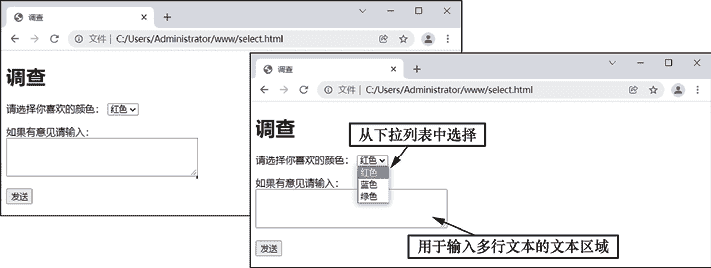 调查
文件 | C:/Administrator/www/select.html
调查
请选择你喜欢的颜色： 红色
如果有意见请输入：
发送
调查
文件 | C:/Administrator/www/select.html
调查
从下拉列表中选择
请选择你喜欢的颜色： 红色
红色
蓝色
绿色
如果有意见请输入：
用于输入多行文本的文本区域
发送